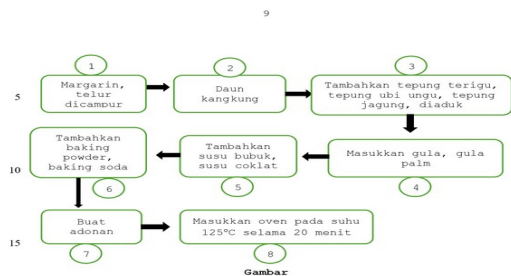 9
1
2
3
5
Margarin,
telur
dicampur
Daun
kangkung
Tambahkan tepung terigu,
tepung ubi ungu, tepung
jagung, diaduk
10
Tambahkan
baking
powder,
baking soda
Tambahkan
susu bubuk,
susu coklat
Masukkan gula, gula
palm
6
5
4
15
Buat
adonan
Masukkan oven pada suhu
125°C selama 20 menit
7
8
Gambar